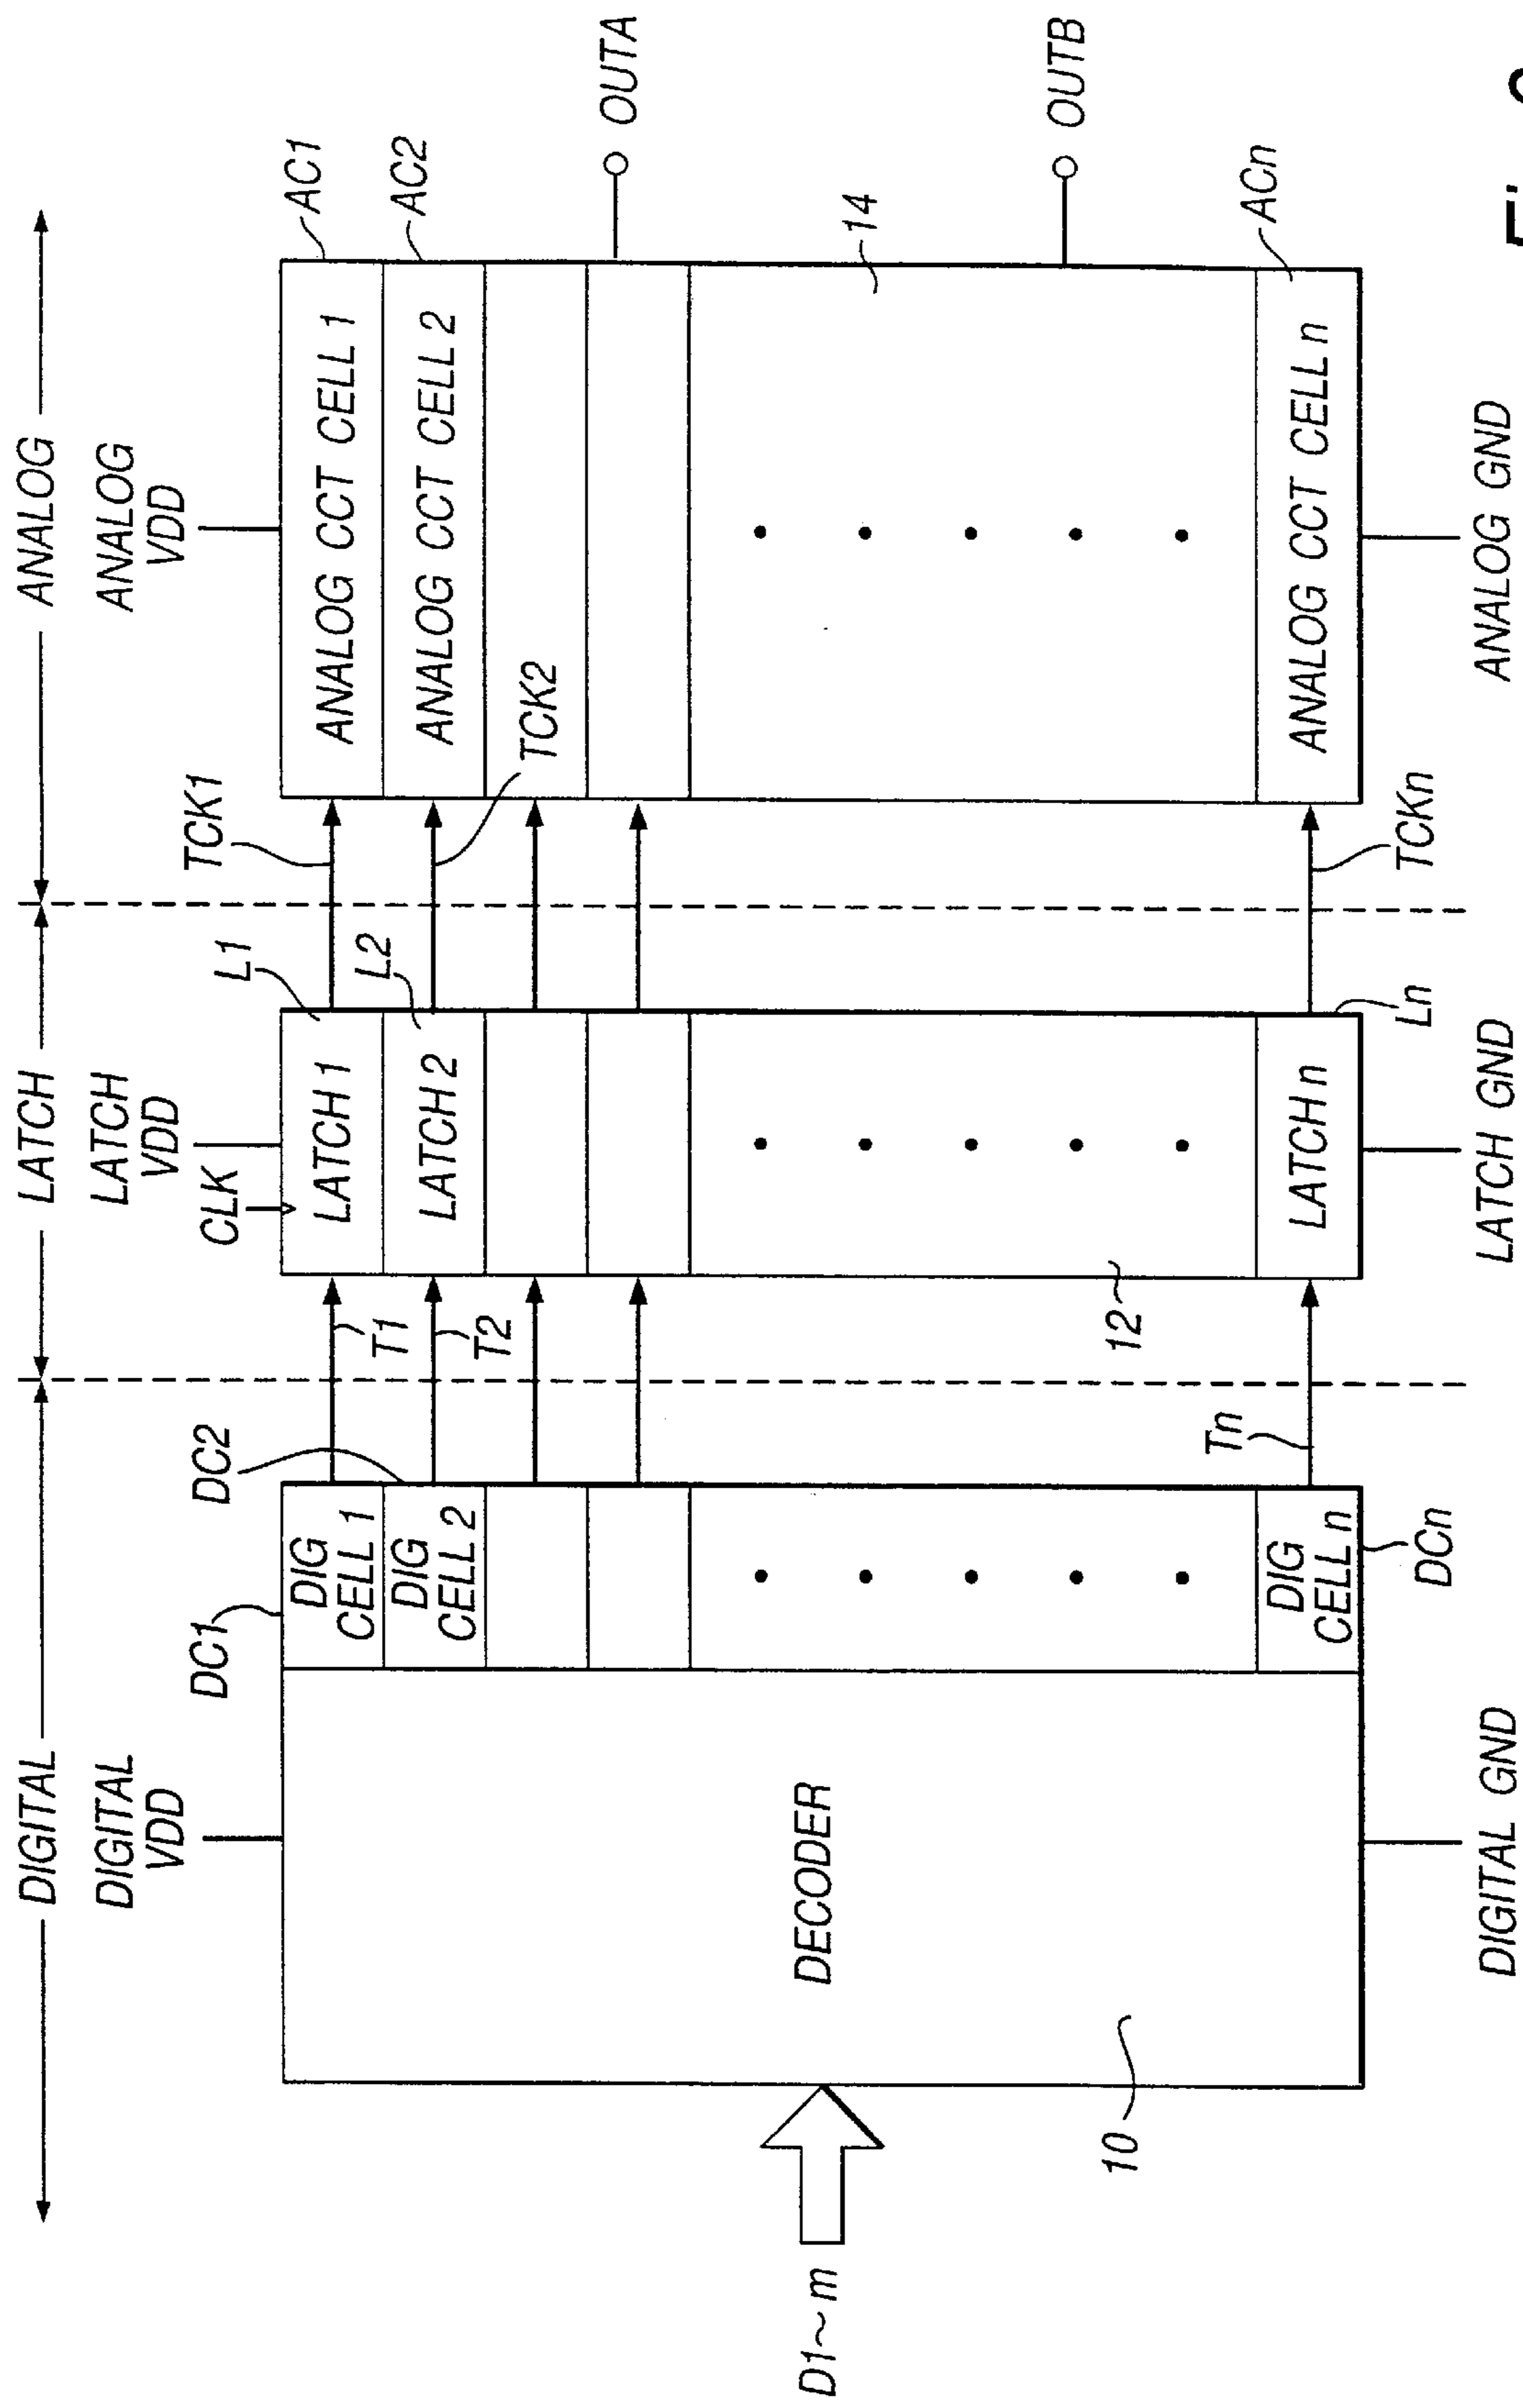 DIGITAL
LATCH
ANALOG
DIGITAL
VDD
LATCH
VDD
ANALOG
VDD
CLK
DC1
DC2
L1
L2
TCK1
TCK2
AC1
AC2
DIG
CELL 1
T1
LATCH 1
ANALOG CCT CELL 1
DIG
CELL 2
T2
LATCH 2
ANALOG CCT CELL 2
OUTA
D1~m
DECODER
14
OUTB
10
12
Tn
ACn
DIG
CELL n
LATCH n
ANALOG CCT CELL n
DCn
Ln
TCKn
DIGITAL GND
LATCH GND
ANALOG GND